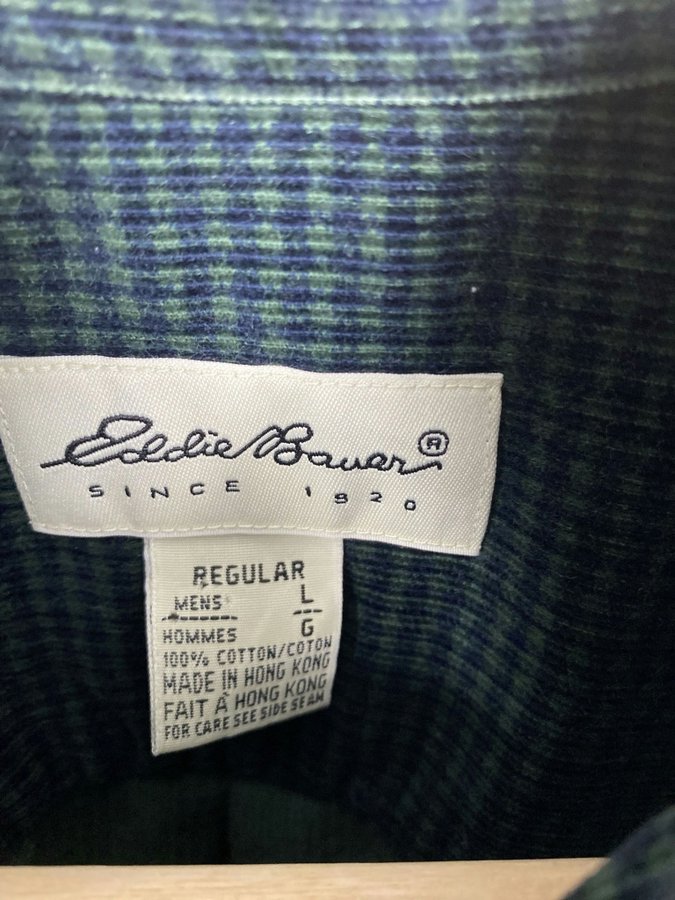 Eddie Bauer ®
SINCE 1920
REGULAR
MENS L
HOMMES G
100% COTTON/COTON
MADE IN HONG KONG
FAIT À HONG KONG
FOR CARE SEE SIDE SEAM